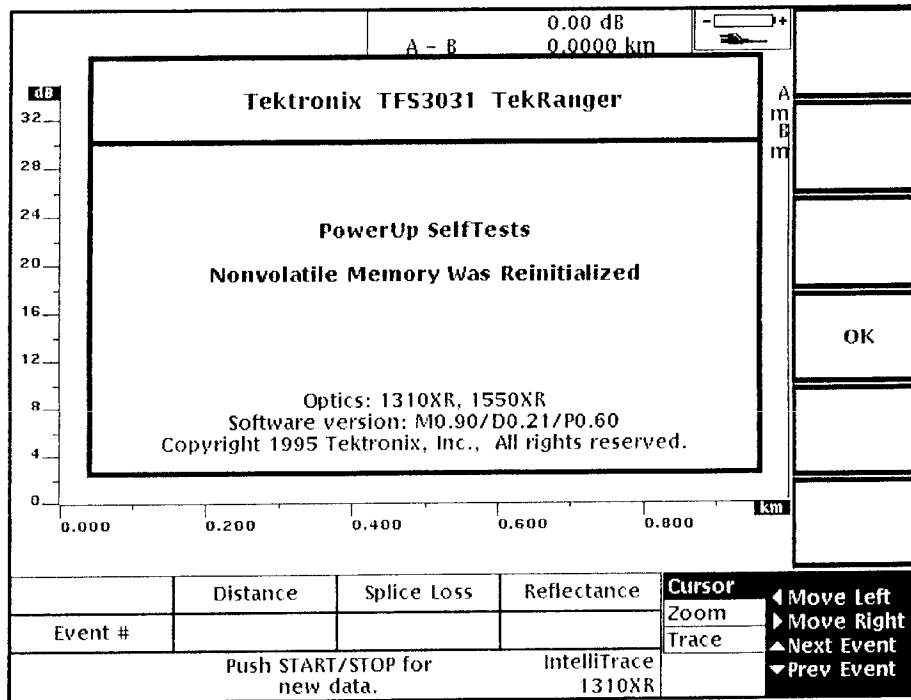 0.00 dB
A – B 0.0000 km
- +
dB
32
28
24
20
16
12
8
4
0
A
m
B
m
Tektronix TFS3031 TekRanger
PowerUp SelfTests
Nonvolatile Memory Was Reinitialized
Optics: 1310XR, 1550XR
Software version: M0.90/D0.21/P0.60
Copyright 1995 Tektronix, Inc., All rights reserved.
OK
km
0.000 0.200 0.400 0.600 0.800
Distance Splice Loss Reflectance
Event #
Push START/STOP for
new data.
IntelliTrace
1310XR
Cursor
Zoom
Trace
Move Left
Move Right
Next Event
Prev Event